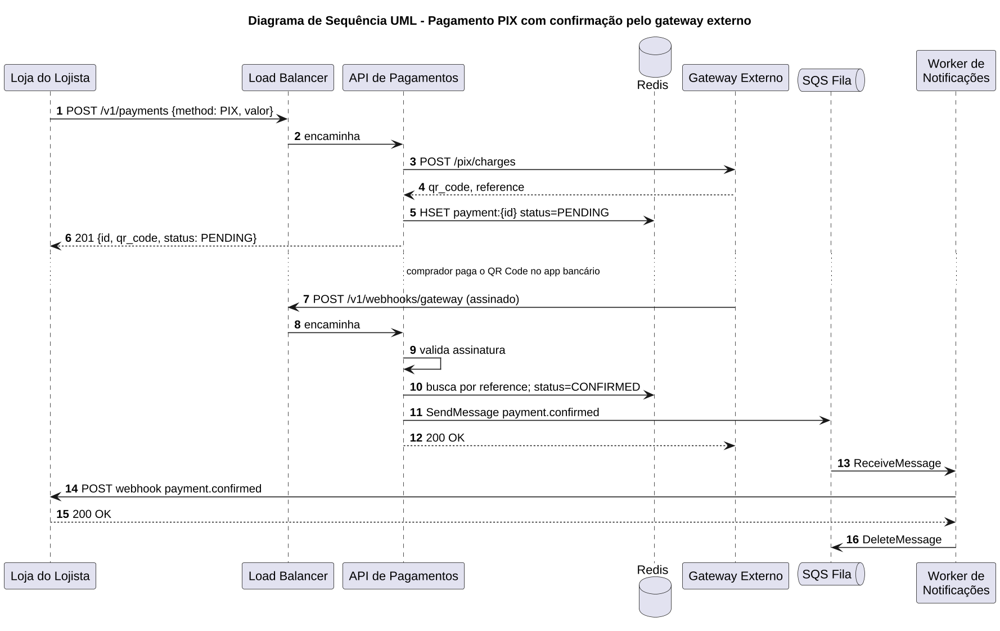 Diagrama de Sequência UML - Pagamento PIX com confirmação pelo gateway externo
Loja do Lojista
Load Balancer
API de Pagamentos
Redis
Gateway Externo
SQS Fila
Worker de
Notificações
1 POST /v1/payments {method: PIX, valor}
2 encaminha
3 POST /pix/charges
4 qr_code, reference
5 HSET payment:{id} status=PENDING
6 201 {id, qr_code, status: PENDING}
comprador paga o QR Code no app bancário
7 POST /v1/webhooks/gateway (assinado)
8 encaminha
9 valida assinatura
10 busca por reference; status=CONFIRMED
11 SendMessage payment.confirmed
12 200 OK
13 ReceiveMessage
14 POST webhook payment.confirmed
15 200 OK
16 DeleteMessage
Loja do Lojista
Load Balancer
API de Pagamentos
Redis
Gateway Externo
SQS Fila
Worker de
Notificações